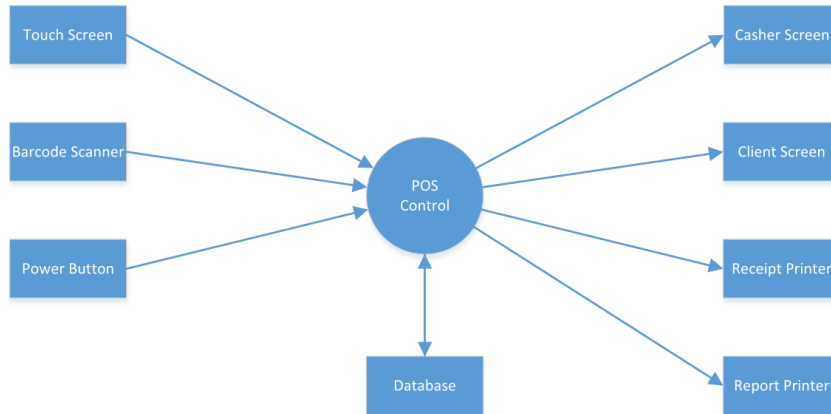 Touch Screen
Casher Screen
Barcode Scanner
Client Screen
POS
Control
Power Button
Receipt Printer
Database
Report Printer